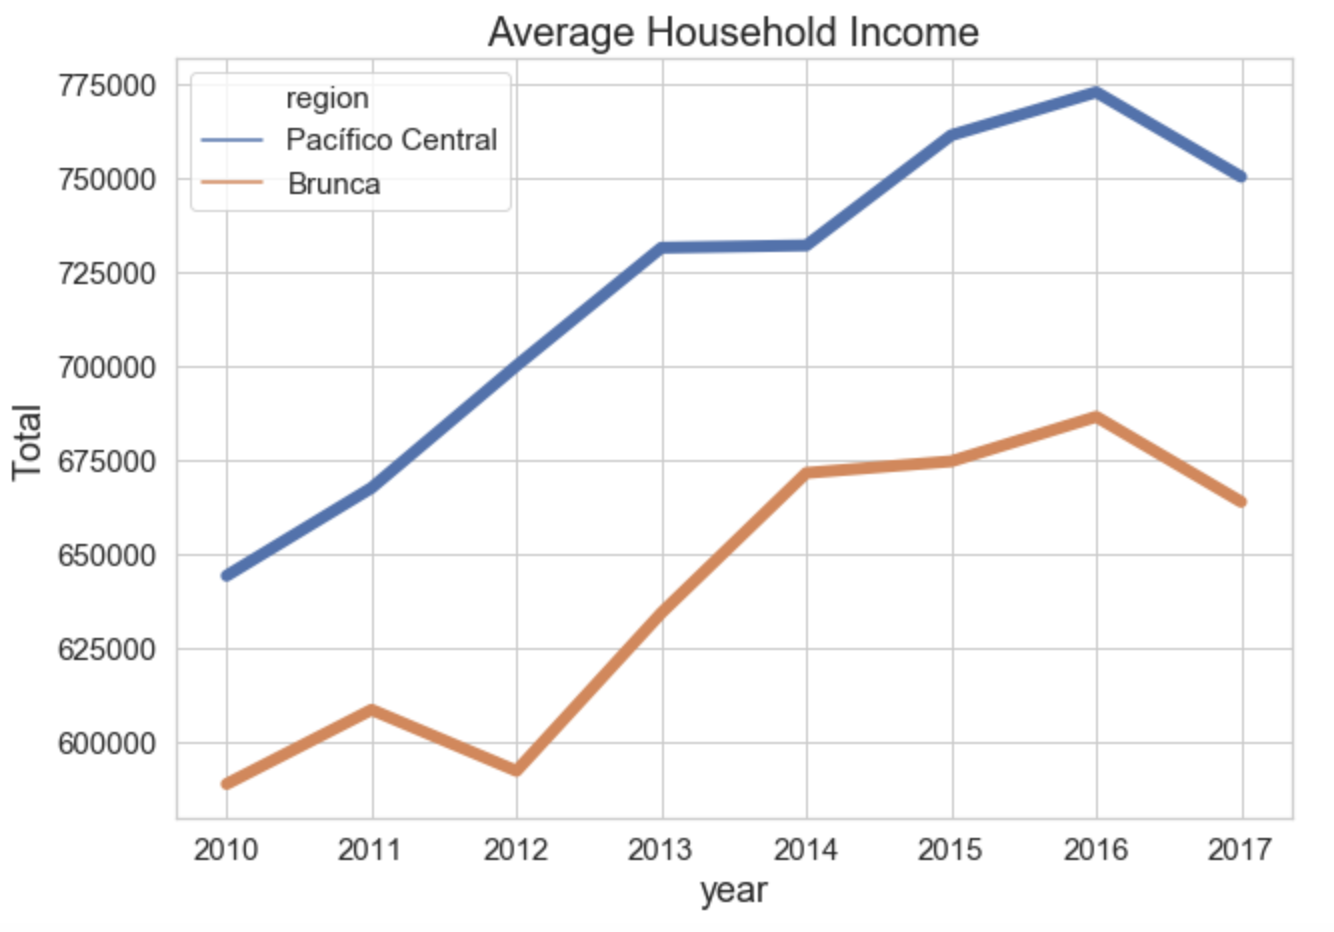 Average Household Income
region
Pacífico Central
Brunca
775000
750000
725000
700000
675000
650000
625000
600000
Total
2010 2011 2012 2013 2014 2015 2016 2017
year